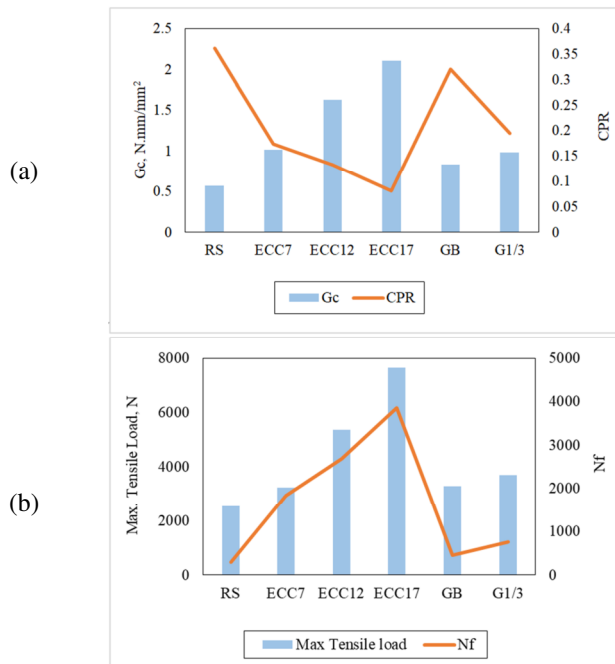 (a)
Gc, N.mm/mm²
2.5
2
1.5
1
0.5
0
0.4
0.35
0.3
0.25
0.2
0.15
0.1
0.05
0
CPR
RS ECC7 ECC12 ECC17 GB G1/3
Gc CPR
(b)
Max. Tensile Load, N
8000
6000
4000
2000
0
5000
4000
3000
2000
1000
0
Nf
RS ECC7 ECC12 ECC17 GB G1/3
Max Tensile load Nf